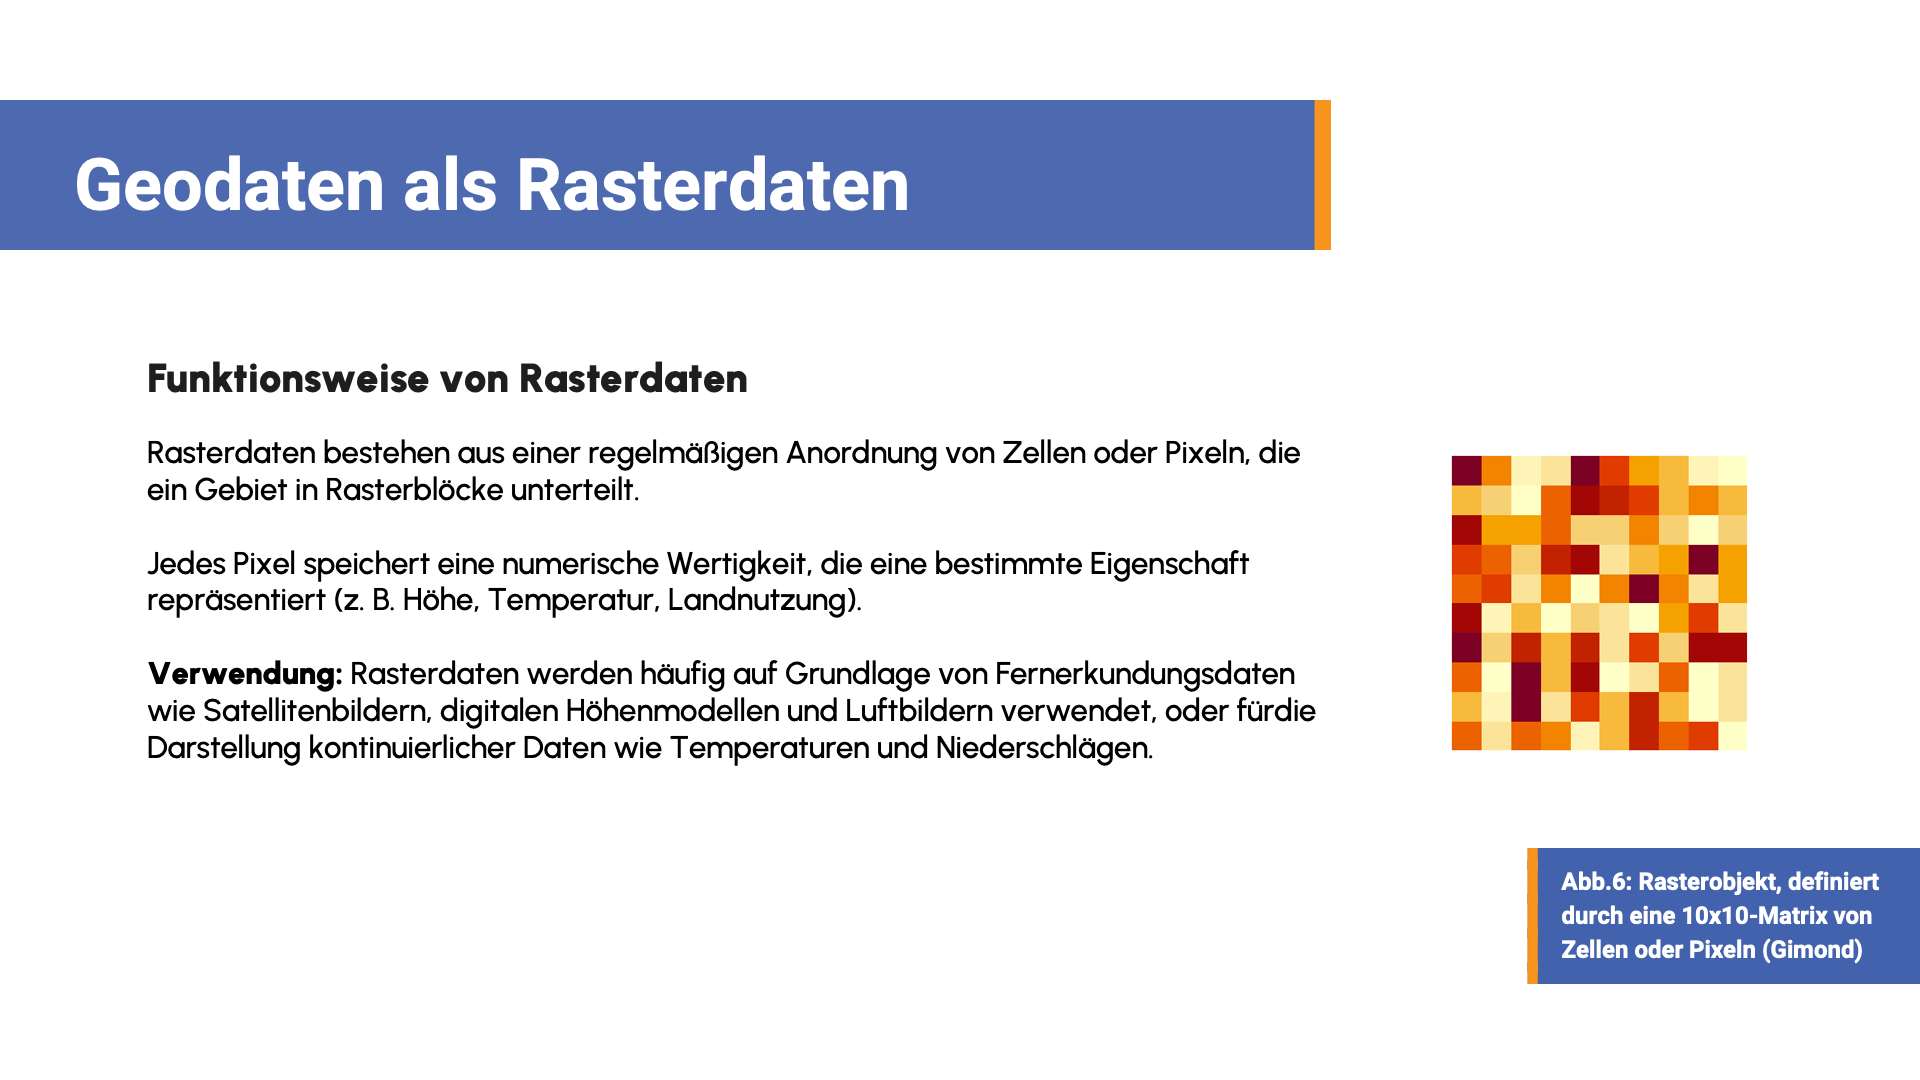 Geodaten als Rasterdaten
Funktionsweise von Rasterdaten
Rasterdaten bestehen aus einer regelmäßigen Anordnung von Zellen oder Pixeln, die
ein Gebiet in Rasterblöcke unterteilt.
Jedes Pixel speichert eine numerische Wertigkeit, die eine bestimmte Eigenschaft
repräsentiert (z. B. Höhe, Temperatur, Landnutzung).
Verwendung: Rasterdaten werden häufig auf Grundlage von Fernerkundungsdaten
wie Satellitenbildern, digitalen Höhenmodellen und Luftbildern verwendet, oder fürdie
Darstellung kontinuierlicher Daten wie Temperaturen und Niederschlägen.
Abb.6: Rasterobjekt, definiert
durch eine 10x10-Matrix von
Zellen oder Pixeln (Gimond)